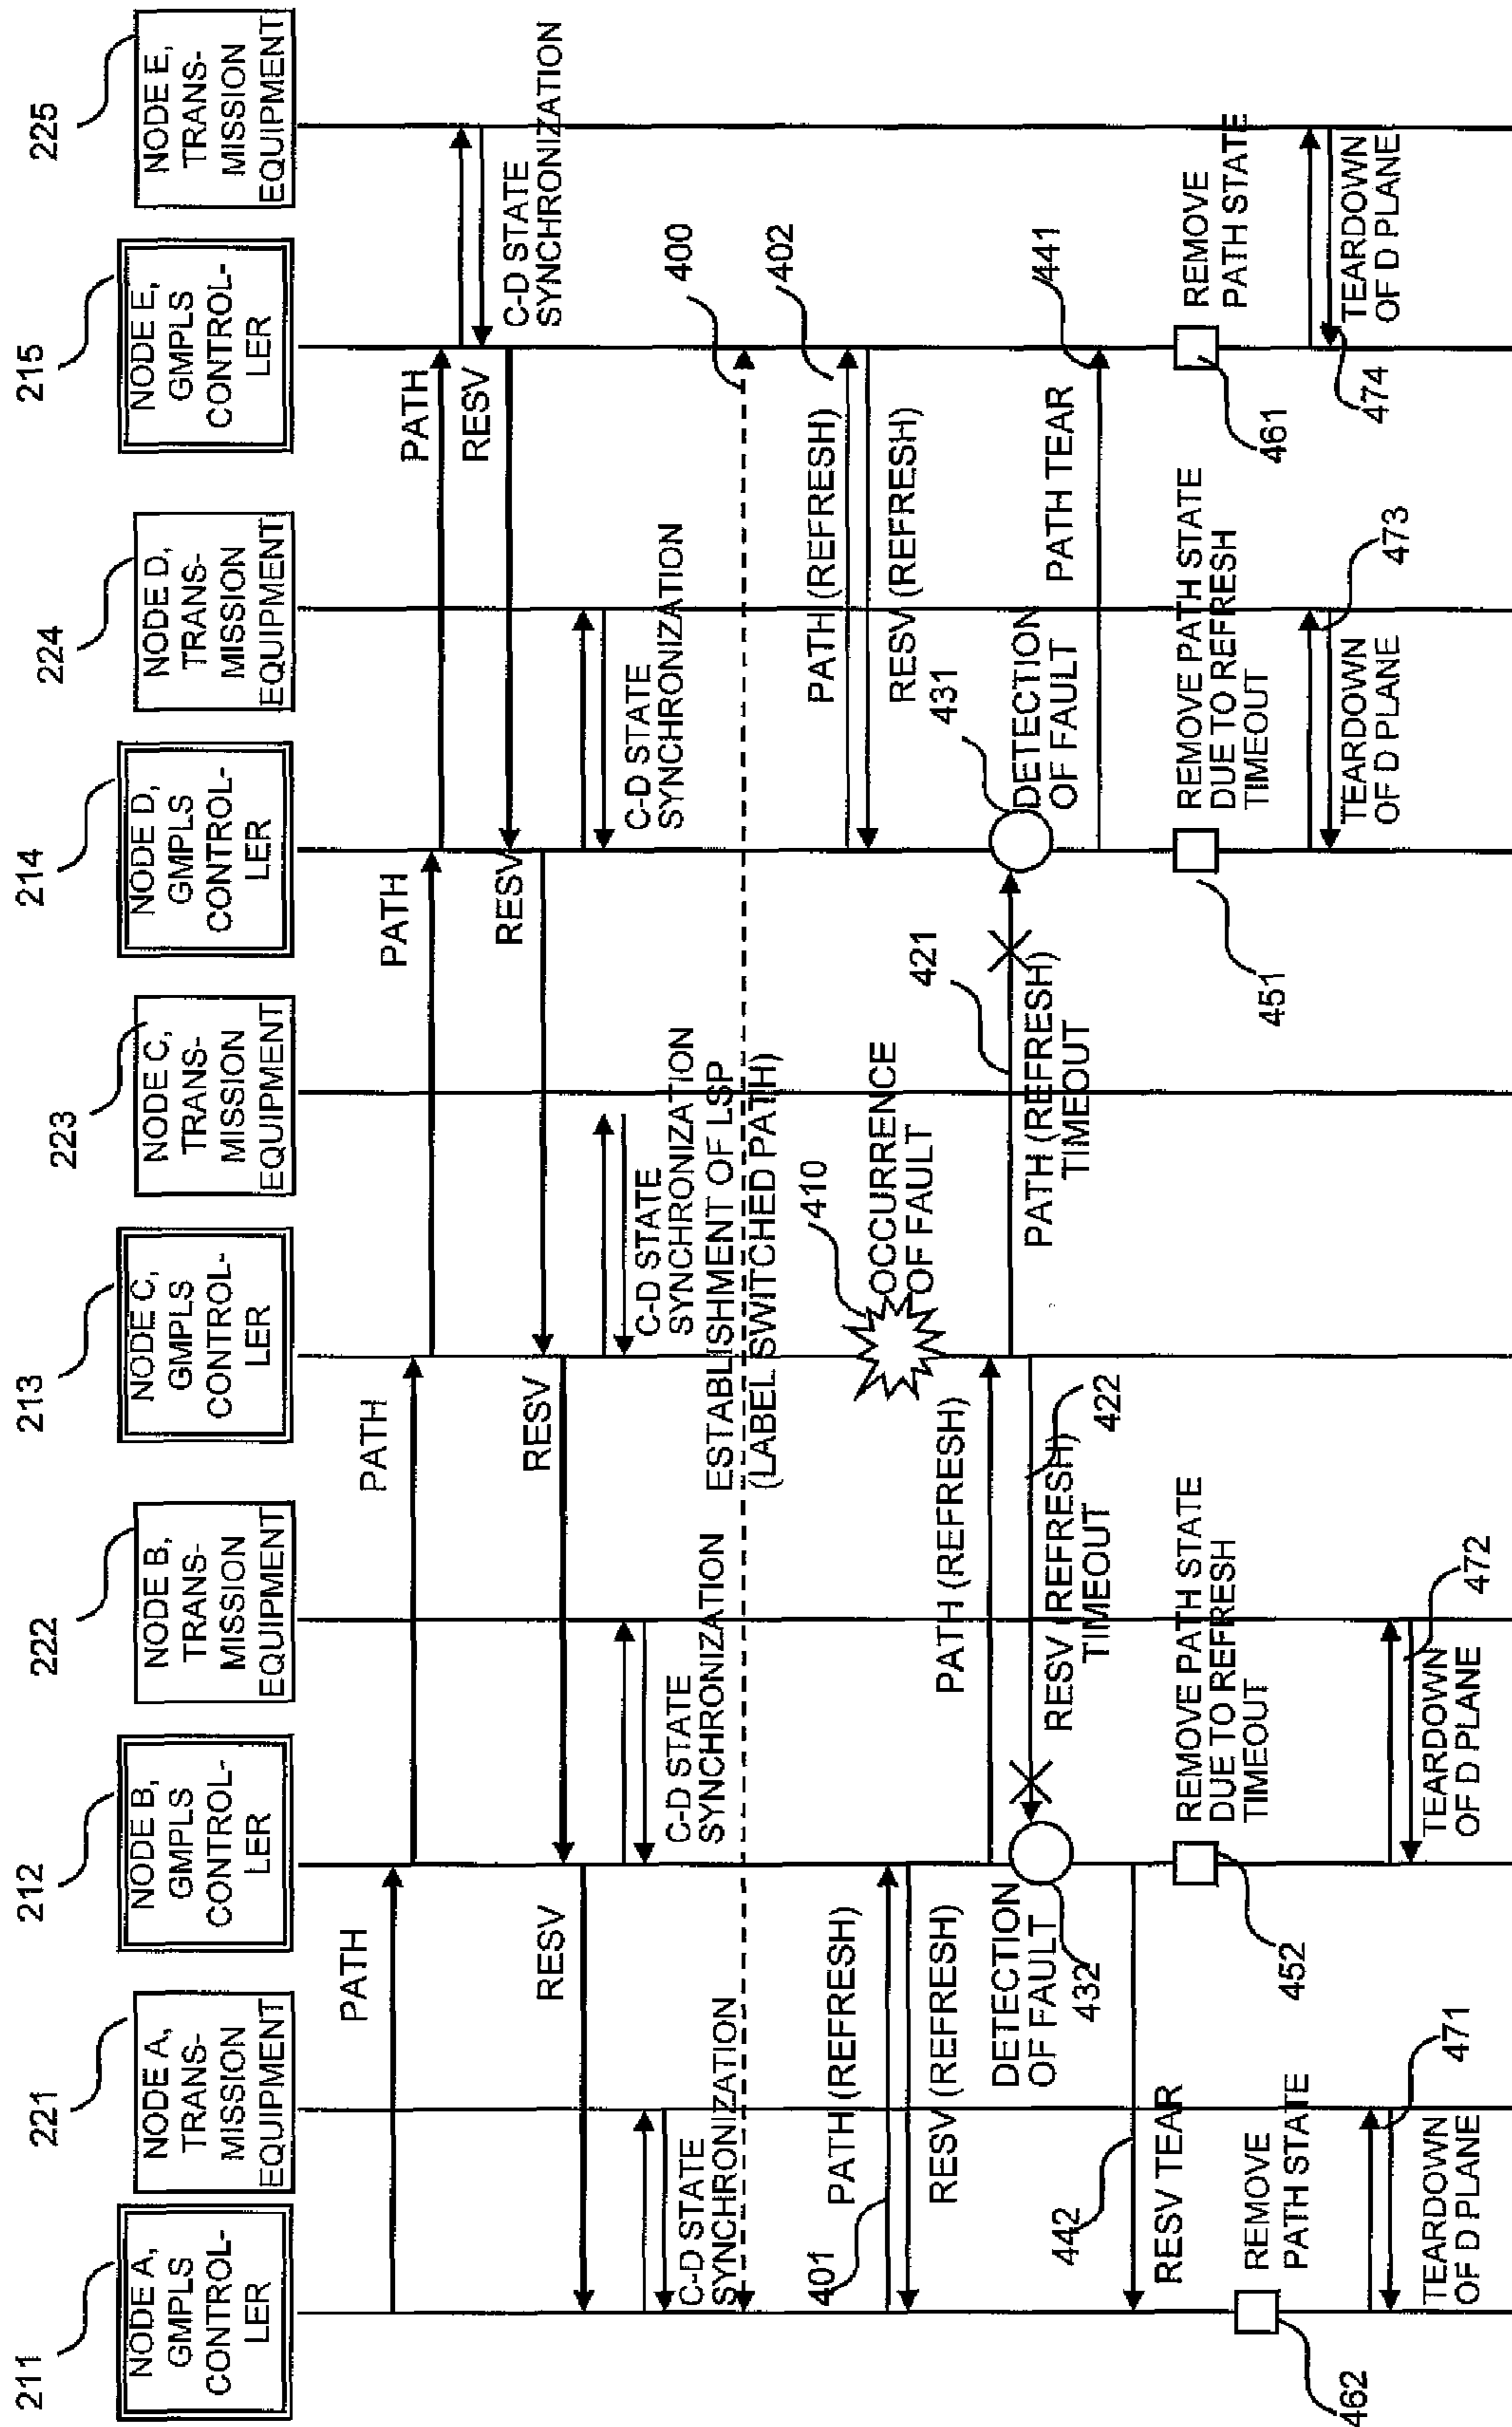 211
NODE A,
GMPLS
CONTROL-
LER
221
NODE A,
TRANS-
MISSION
EQUIPMENT
212
NODE B,
GMPLS
CONTROL-
LER
222
NODE B,
TRANS-
MISSION
EQUIPMENT
213
NODE C,
GMPLS
CONTROL-
LER
223
NODE C,
TRANS-
MISSION
EQUIPMENT
214
NODE D,
GMPLS
CONTROL-
LER
224
NODE D,
TRANS-
MISSION
EQUIPMENT
215
NODE E,
GMPLS
CONTROL-
LER
225
NODE E,
TRANS-
MISSION
EQUIPMENT
PATH
PATH
PATH
PATH
RESV
RESV
RESV
RESV
C-D STATE
SYNCHRONIZATION
C-D STATE
SYNCHRONIZATION
C-D STATE
SYNCHRONIZATION
C-D STATE
SYNCHRONIZATION
C-D STATE
SYNCHRONIZATION
ESTABLISHMENT OF LSP
(LABEL SWITCHED PATH)
400
401
PATH (REFRESH)
RESV (REFRESH)
402
PATH (REFRESH)
RESV (REFRESH)
410
OCCURRENCE
OF FAULT
PATH (REFRESH)
421
PATH (REFRESH)
TIMEOUT
422
RESV (REFRESH)
TIMEOUT
431
DETECTION
OF FAULT
DETECTION
OF FAULT
432
441
PATH TEAR
442
RESV TEAR
REMOVE
PATH STATE
462
REMOVE PATH STATE
DUE TO REFRESH
TIMEOUT
452
REMOVE PATH STATE
DUE TO REFRESH
TIMEOUT
451
REMOVE
PATH STATE
461
471
TEARDOWN
OF D PLANE
472
TEARDOWN
OF D PLANE
473
TEARDOWN
OF D PLANE
474
TEARDOWN
OF D PLANE